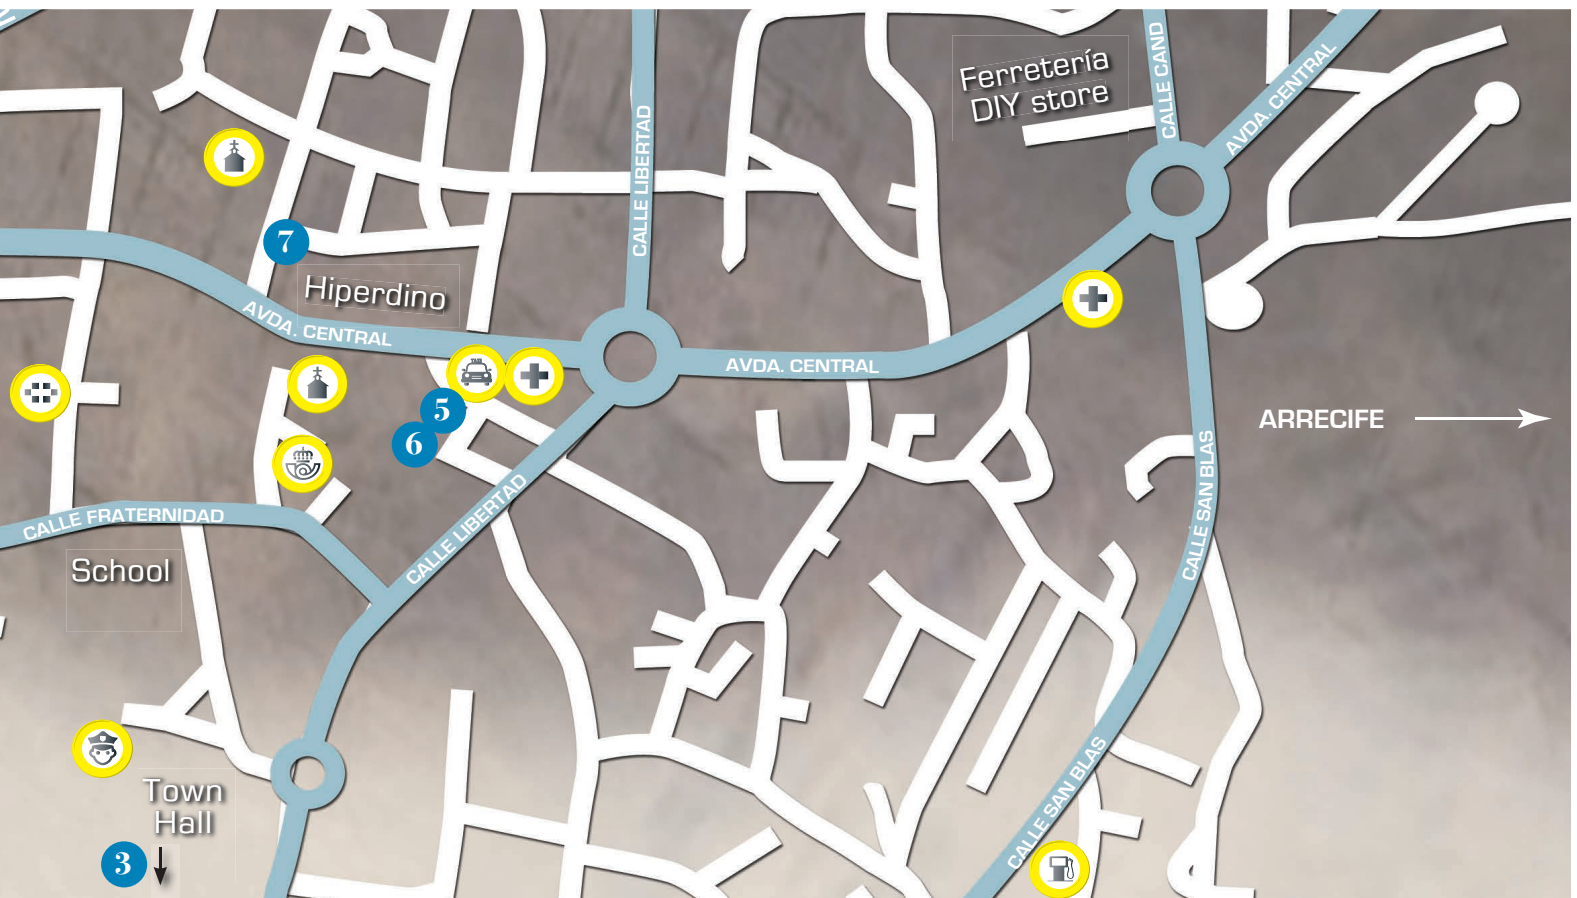 Ferretería
DIY store
CALLE CAND
AVDA. CENTRAL
CALLE LIBERTAD
7
Hiperdino
AVDA. CENTRAL
AVDA. CENTRAL
TAXI
5
6
ARRECIFE
CALLE SAN BLAS
CALLE FRATERNIDAD
CALLE LIBERTAD
School
Town
Hall
3
CALLE SAN BLAS